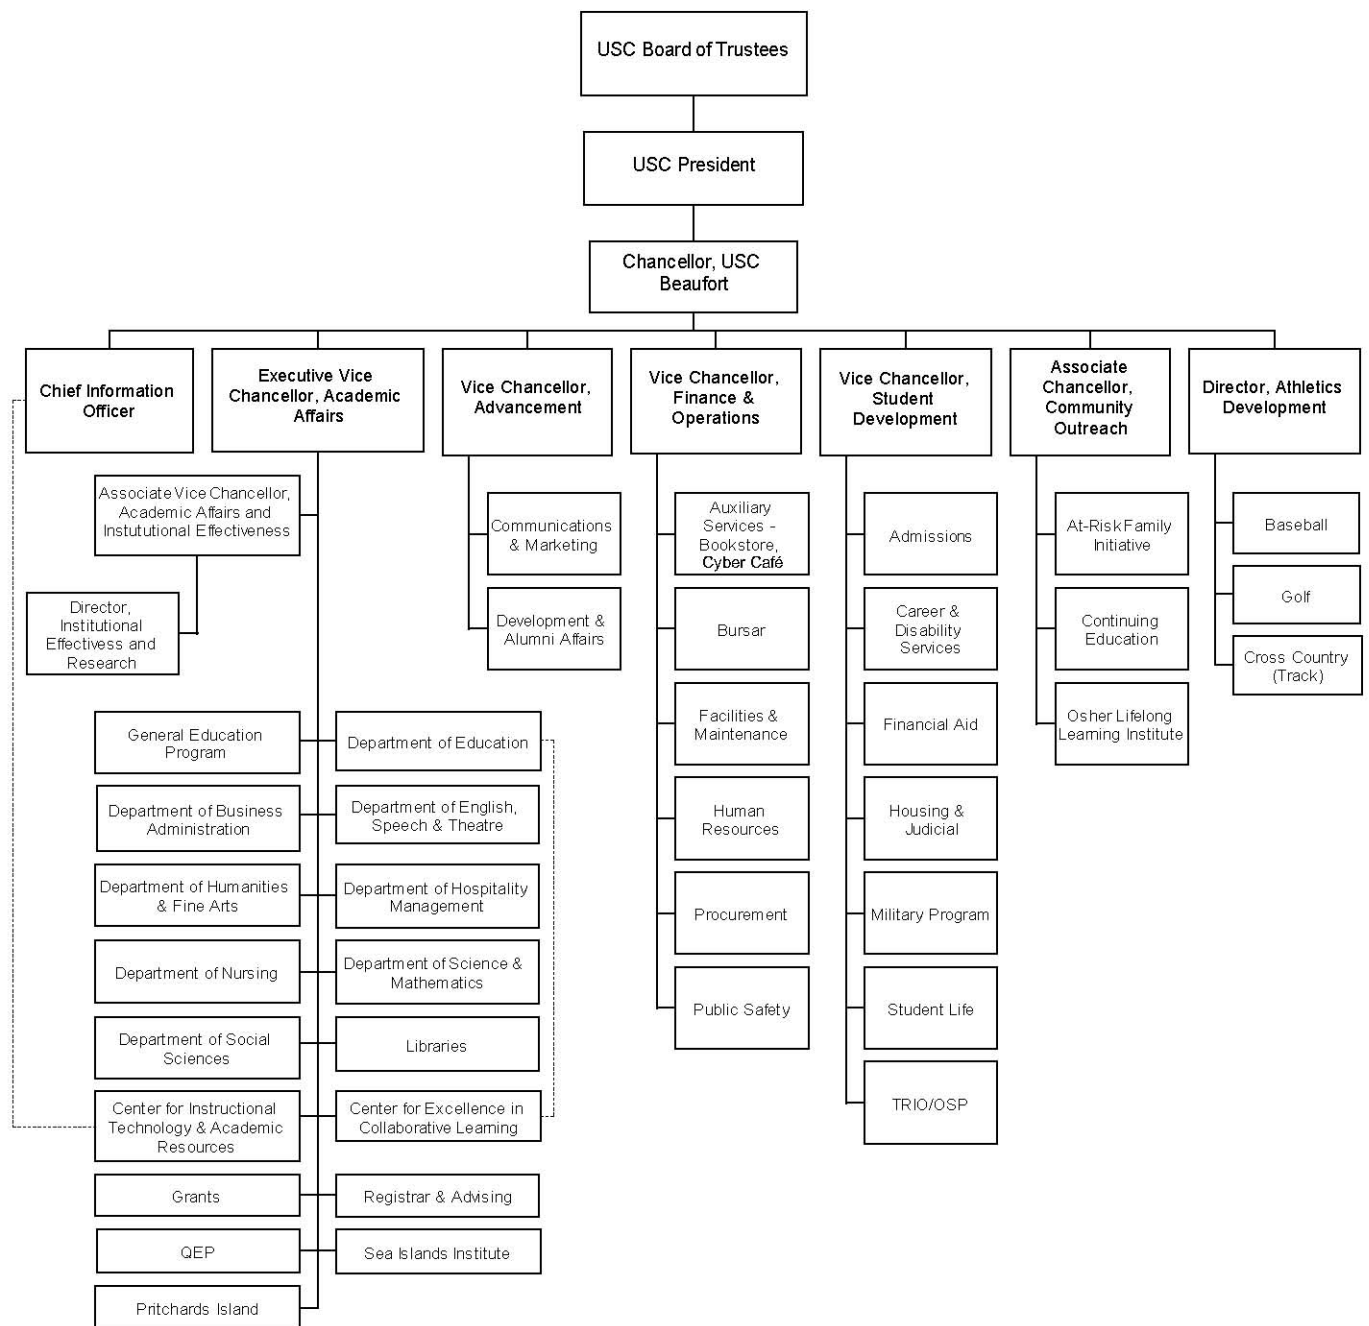 USC Board of Trustees
USC President
Chancellor, USC
Beaufort
Chief Information
Officer
Executive Vice
Chancellor, Academic
Affairs
Vice Chancellor,
Advancement
Vice Chancellor,
Finance &
Operations
Vice Chancellor,
Student
Development
Associate
Chancellor,
Community
Outreach
Director, Athletics
Development
Associate Vice Chancellor,
Academic Affairs and
Instutitional Effectiveness
Director,
Institutional
Effectivess and
Research
General Education
Program
Department of Education
Department of Business
Administration
Department of English,
Speech & Theatre
Department of Humanities
& Fine Arts
Department of Hospitality
Management
Department of Nursing
Department of Science &
Mathematics
Department of Social
Sciences
Libraries
Center for Instructional
Technology & Academic
Resources
Center for Excellence in
Collaborative Learning
Grants
Registrar & Advising
QEP
Sea Islands Institute
Pritchards Island
Communications
& Marketing
Development &
Alumni Affairs
Auxiliary
Services -
Bookstore,
Cyber Café
Bursar
Facilities &
Maintenance
Human
Resources
Procurement
Public Safety
Admissions
Career &
Disability
Services
Financial Aid
Housing &
Judicial
Military Program
Student Life
TRIO/OSP
At-Risk Family
Initiative
Continuing
Education
Osher Lifelong
Learning Institute
Baseball
Golf
Cross Country
(Track)